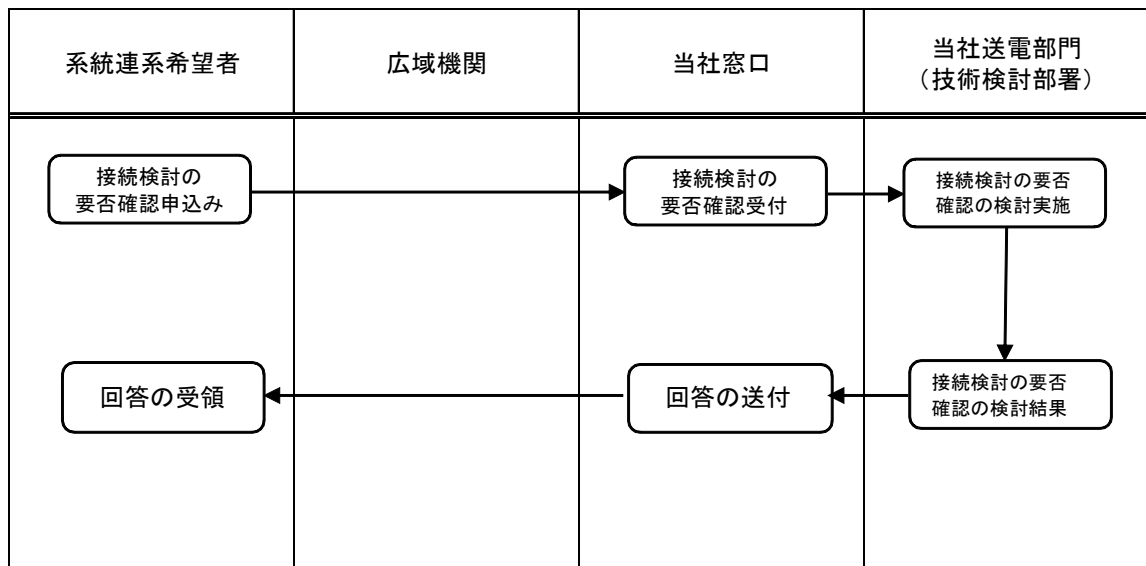 系統連系希望者
広域機関
当社窓口
当社送電部門
（技術検討部署）
接続検討の
要否確認申込み
接続検討の
要否確認受付
接続検討の要否
確認の検討実施
回答の受領
回答の送付
接続検討の要否
確認の検討結果